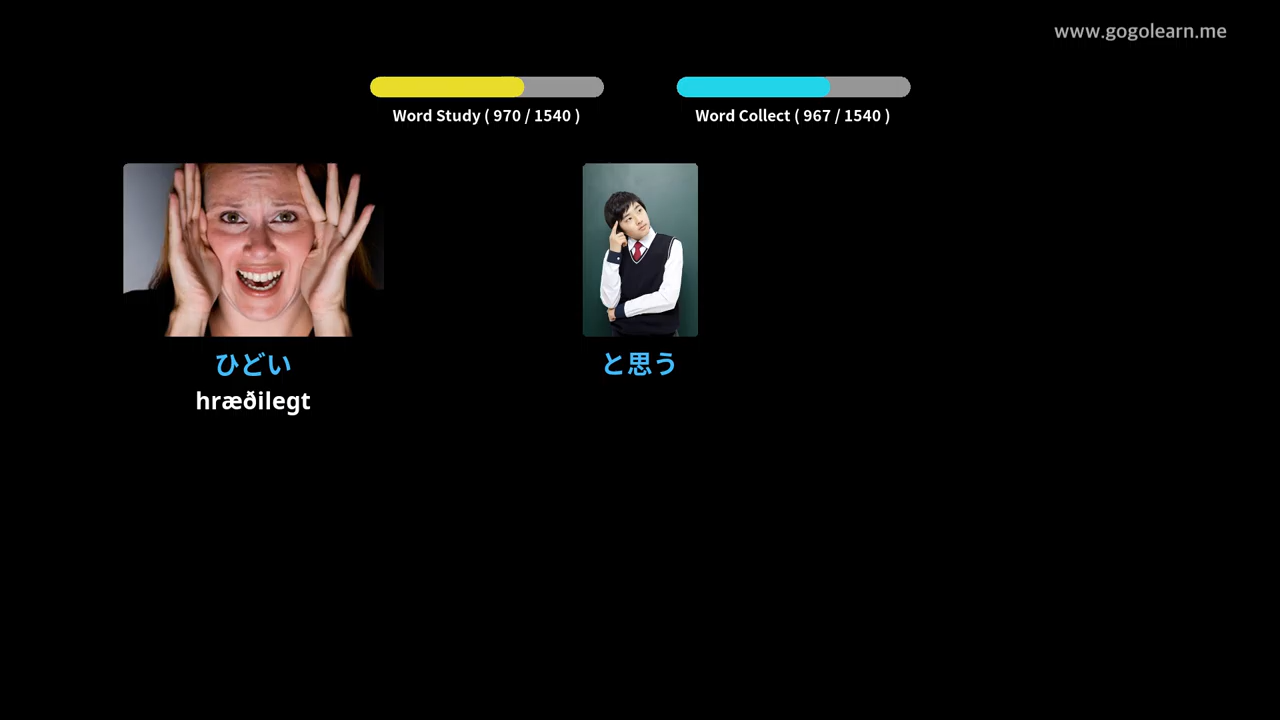 www.gogolearn.me
Word Study ( 970 / 1540 )
Word Collect ( 967 / 1540 )
ひどい
hræðilegt
と思う